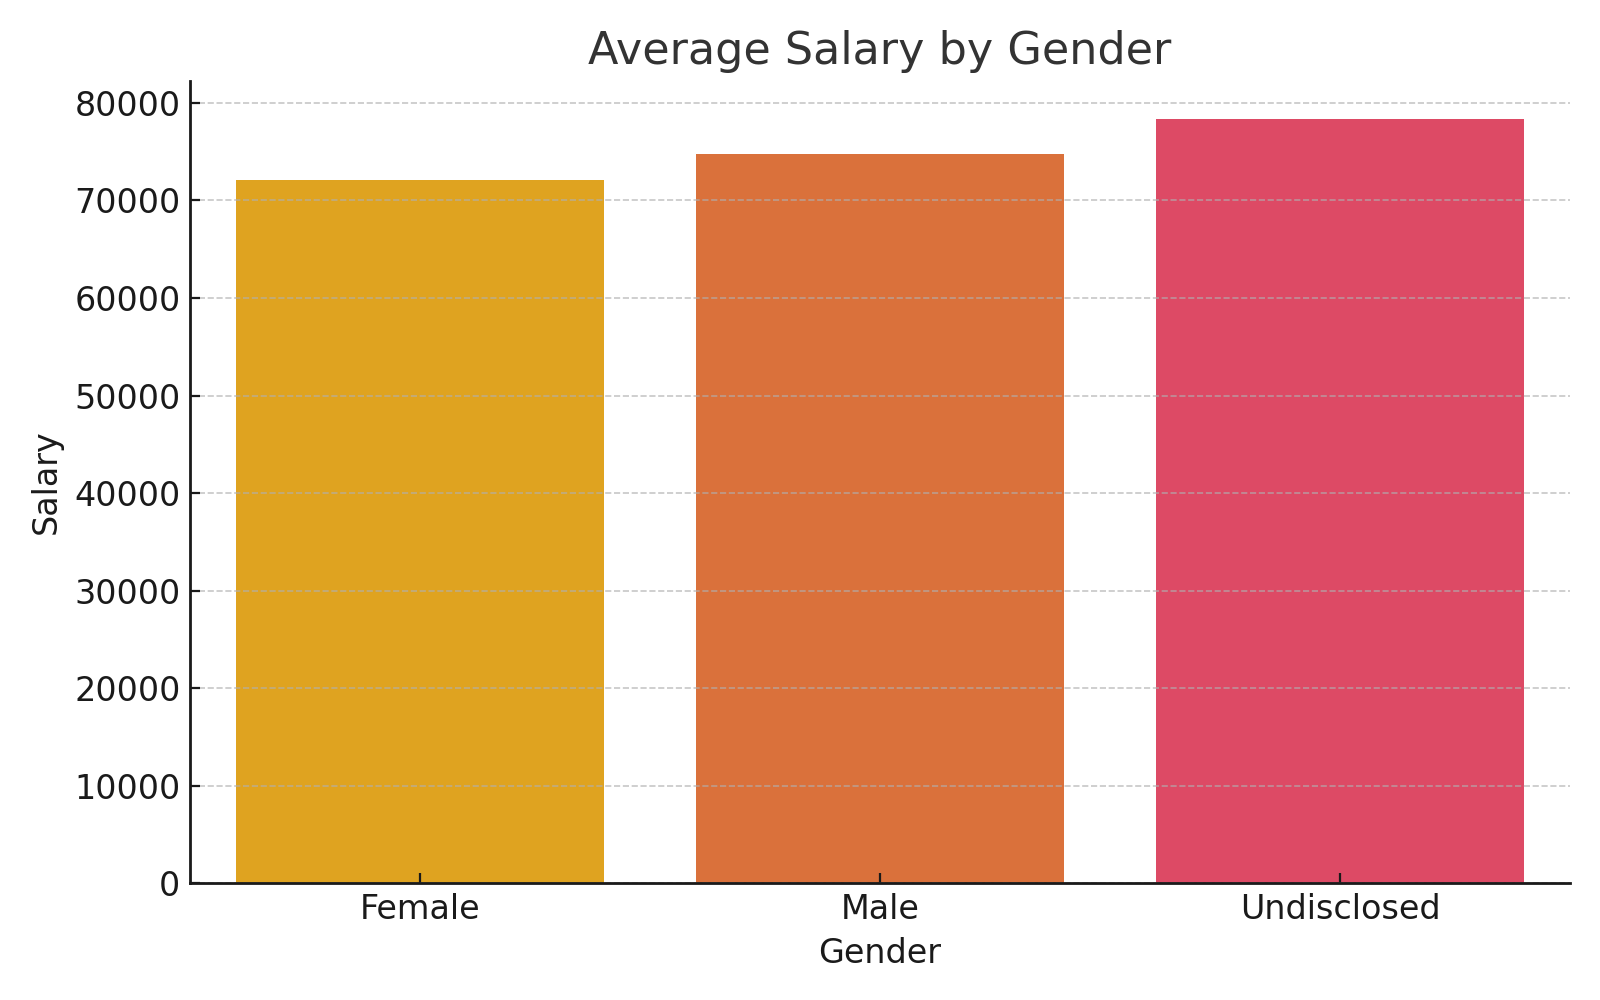 Average Salary by Gender
80000
70000
60000
50000
40000
30000
20000
10000
0
Salary
Female Male Undisclosed
Gender